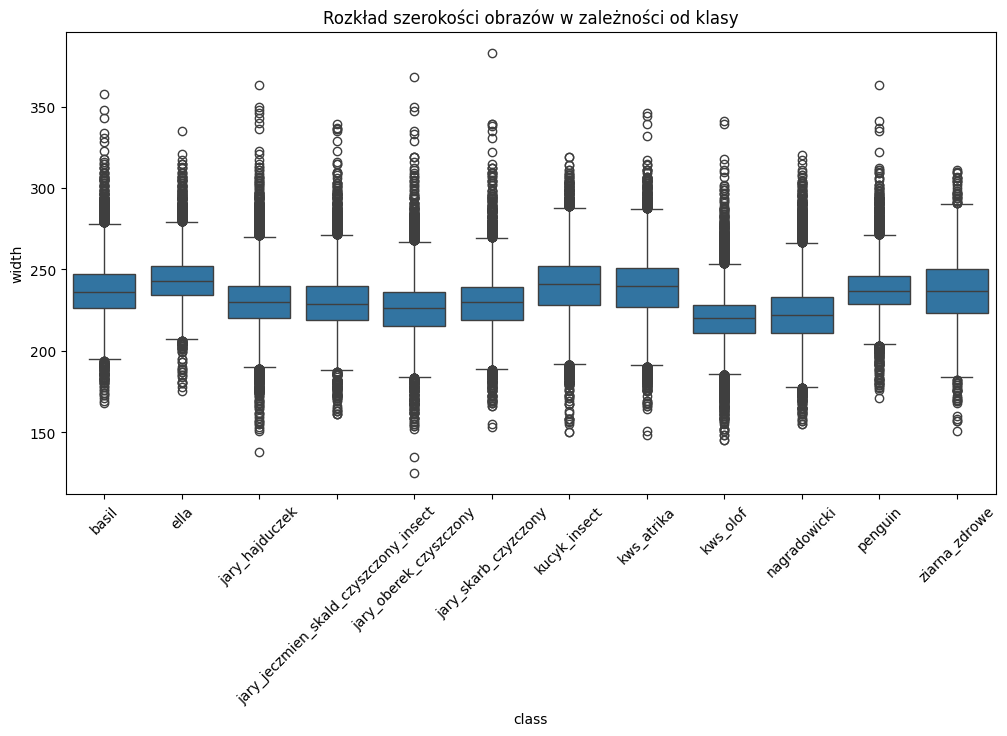 Rozkład szerokości obrazów w zależności od klasy
width
350
300
250
200
150
basil
ella
jary_hajduczek
jary_jeczmien_skald_czyszczony_insect
jary_oberek_czyszczony
jary_skarb_czyzczony
kucyk_insect
kws_atrika
kws_olof
nagradowicki
penguin
ziarna_zdrowe
class